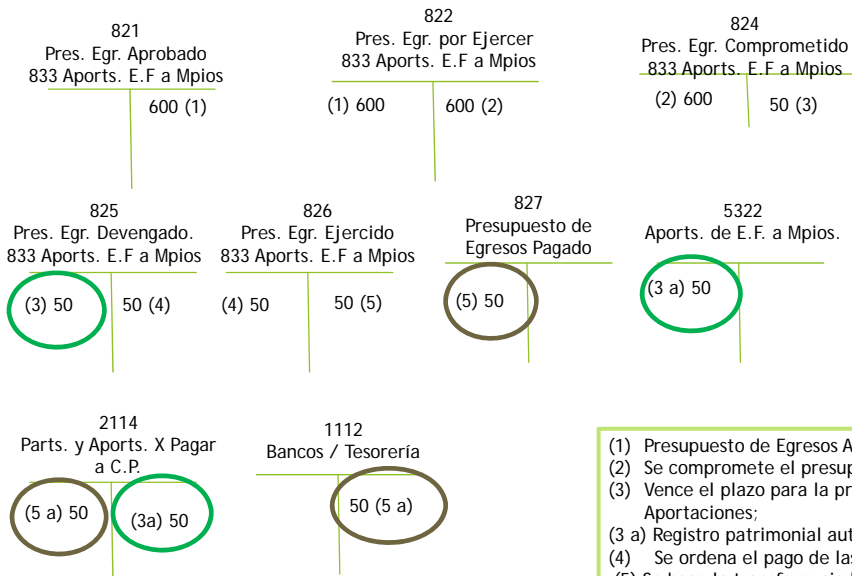 821
Pres. Egr. Aprobado
833 Aports. E.F a Mpios
600 (1)
822
Pres. Egr. por Ejercer
833 Aports. E.F a Mpios
(1) 600
600 (2)
824
Pres. Egr. Comprometido
833 Aports. E.F a Mpios
(2) 600
50 (3)
825
Pres. Egr. Devengado.
833 Aports. E.F a Mpios
(3) 50
50 (4)
826
Pres. Egr. Ejercido
833 Aports. E.F a Mpios
(4) 50
50 (5)
827
Presupuesto de
Egresos Pagado
(5) 50
5322
Aports. de E.F. a Mpios.
(3 a) 50
2114
Parts. y Aports. X Pagar
a C.P.
(5 a) 50
(3a) 50
1112
Bancos / Tesorería
50 (5 a)
(1) Presupuesto de Egresos A
(2) Se compromete el presup
(3) Vence el plazo para la pr
Aportaciones;
(3 a) Registro patrimonial aut
(4) Se ordena el pago de las